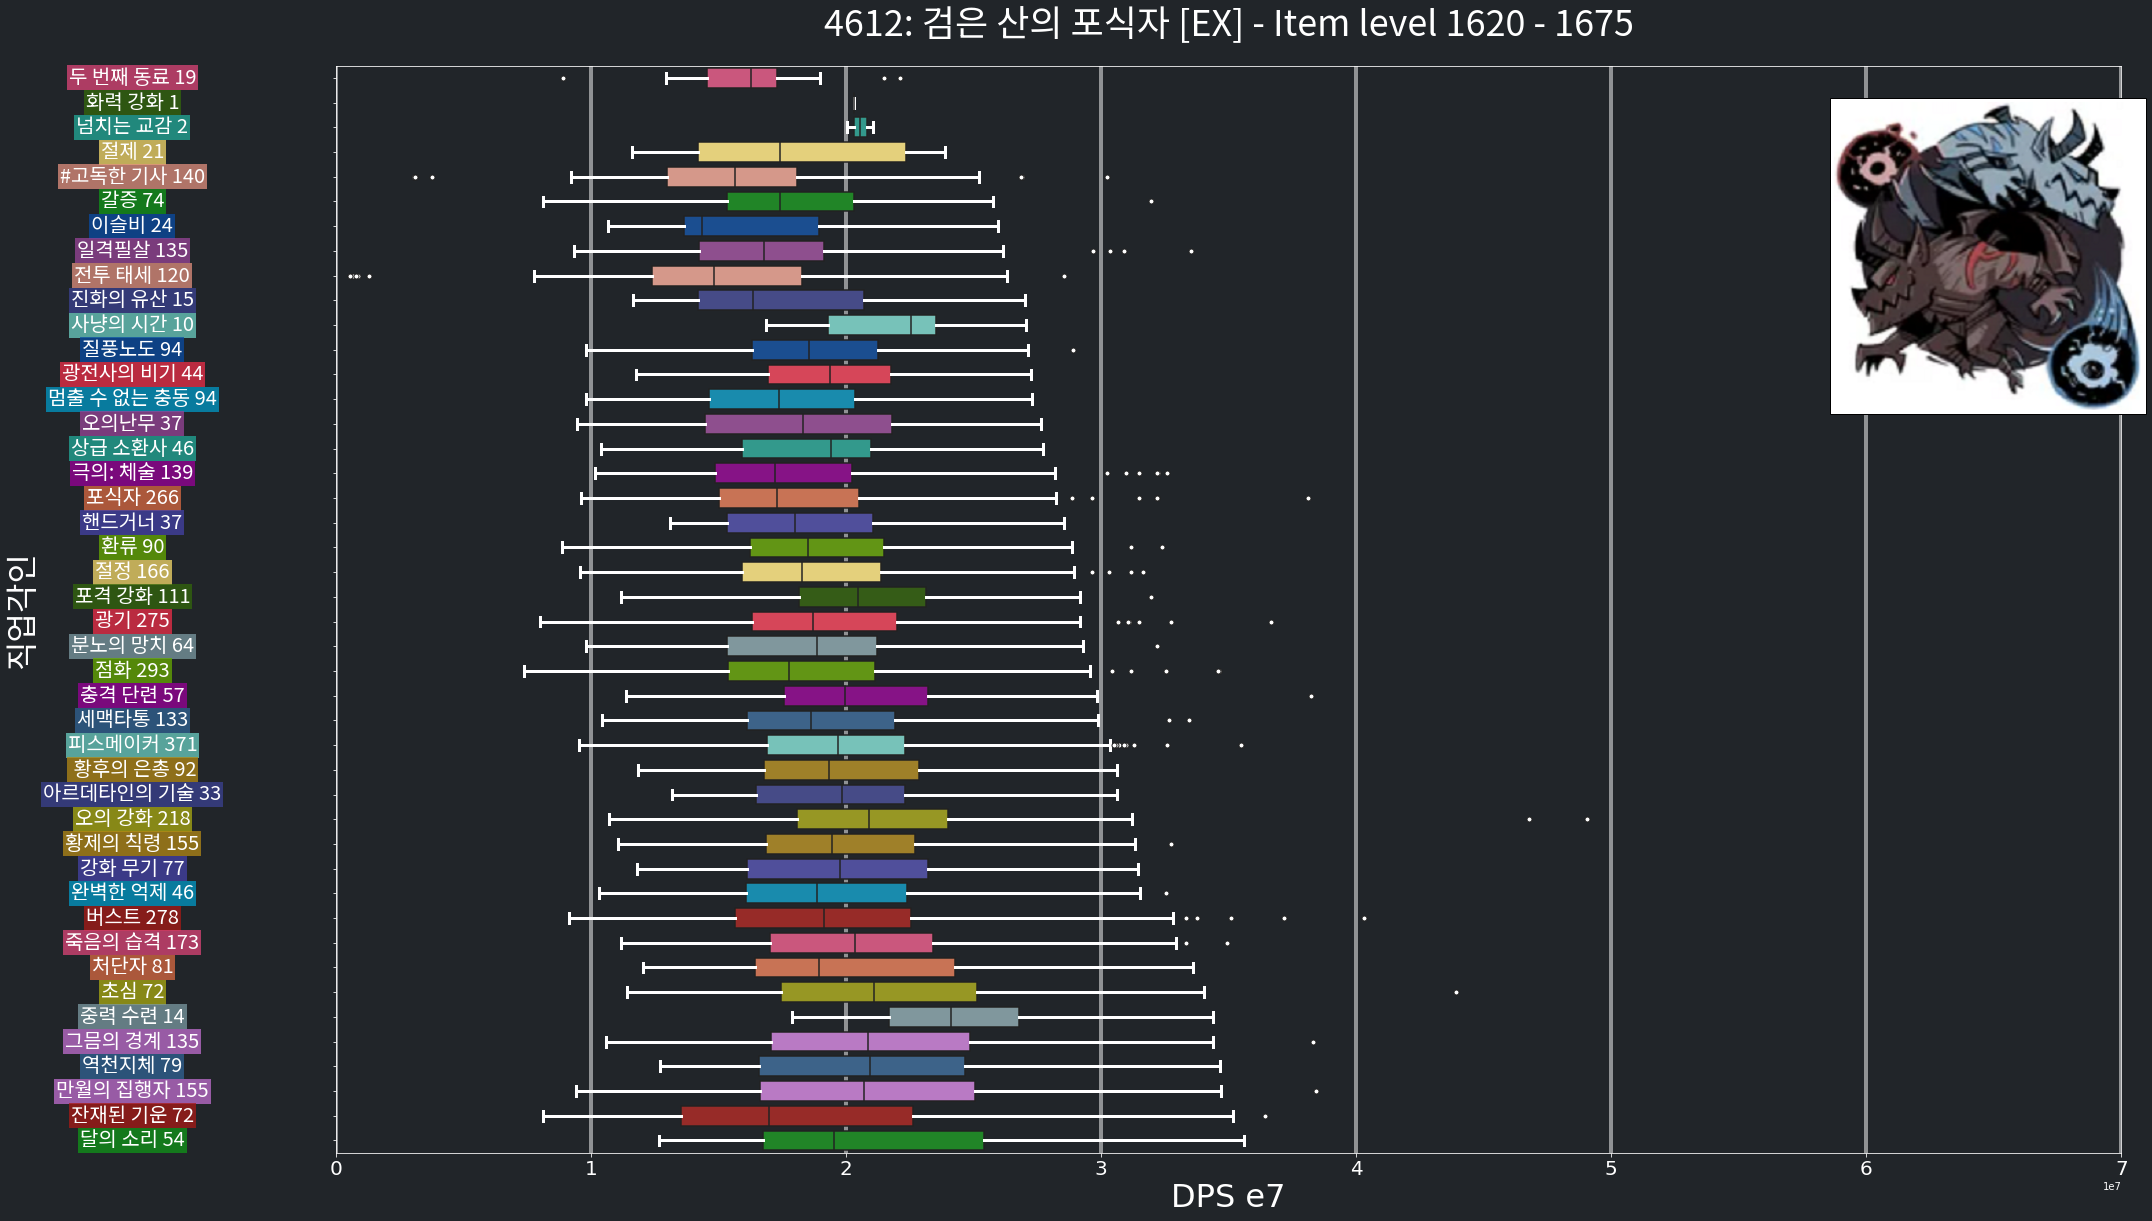 4612: 검은 산의 포식자 [EX] - Item level 1620 - 1675
두 번째 동료 19
화력 강화 1
넘치는 교감 2
절제 21
#고독한 기사 140
갈증 74
이슬비 24
일격필살 135
전투 태세 120
진화의 유산 15
사냥의 시간 10
질풍노도 94
광전사의 비기 44
멈출 수 없는 충동 94
오의난무 37
상급 소환사 46
극의: 체술 139
포식자 266
핸드거너 37
환류 90
절정 166
포격 강화 111
광기 275
분노의 망치 64
점화 293
충격 단련 57
세맥타통 133
피스메이커 371
황후의 은총 92
아르데타인의 기술 33
오의 강화 218
황제의 칙령 155
강화 무기 77
완벽한 억제 46
버스트 278
죽음의 습격 173
처단자 81
초심 72
중력 수련 14
그믐의 경계 135
역천지체 79
만월의 집행자 155
잔재된 기운 72
달의 소리 54
직업각인
0 1 2 3 4 5 6 7
1e7
DPS e7